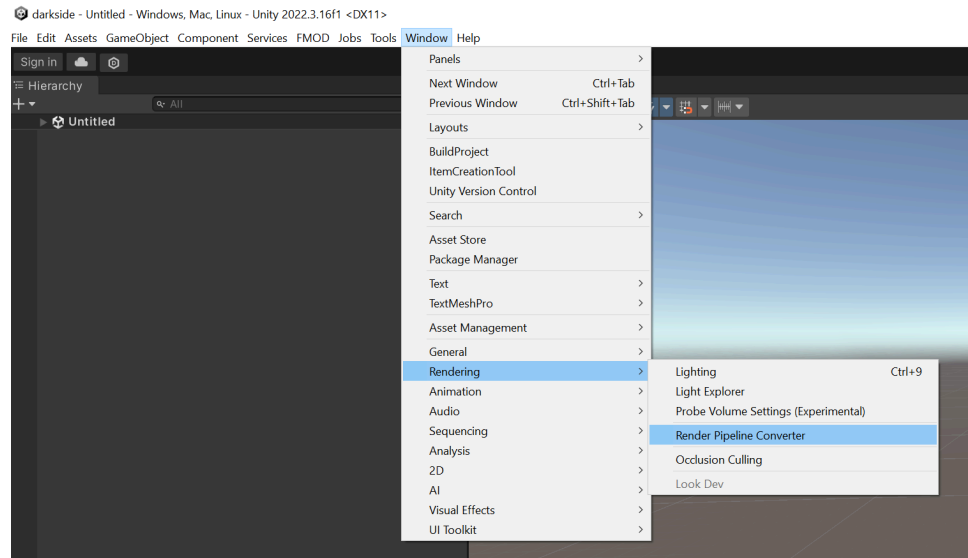 darkside - Untitled - Windows, Mac, Linux - Unity 2022.3.16f1 <DX11>
File Edit Assets GameObject Component Services FMOD Jobs Tools Window Help
Sign in
Hierarchy
All
Untitled
Panels
Next Window Ctrl+Tab
Previous Window Ctrl+Shift+Tab
Layouts
BuildProject
ItemCreationTool
Unity Version Control
Search
Asset Store
Package Manager
Text
TextMeshPro
Asset Management
General
Rendering
Animation
Audio
Sequencing
Analysis
2D
AI
Visual Effects
UI Toolkit
Lighting Ctrl+9
Light Explorer
Probe Volume Settings (Experimental)
Render Pipeline Converter
Occlusion Culling
Look Dev